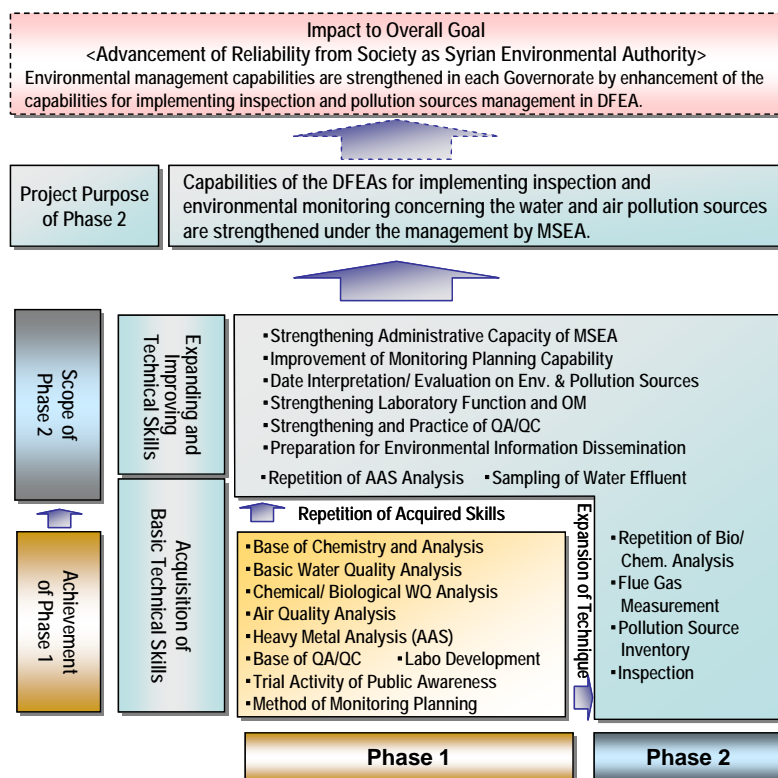 Impact to Overall Goal
<Advancement of Reliability from Society as Syrian Environmental Authority>
Environmental management capabilities are strengthened in each Governorate by enhancement of the
capabilities for implementing inspection and pollution sources management in DFEA.
Project Purpose
of Phase 2
Capabilities of the DFEAs for implementing inspection and
environmental monitoring concerning the water and air pollution sources
are strengthened under the management by MSEA.
Scope of
Phase 2
Expanding and
Improving
Technical Skills
▪Strengthening Administrative Capacity of MSEA
▪Improvement of Monitoring Planning Capability
▪Date Interpretation/ Evaluation on Env. & Pollution Sources
▪Strengthening Laboratory Function and OM
▪Strengthening and Practice of QA/QC
▪Preparation for Environmental Information Dissemination
▪Repetition of AAS Analysis ▪Sampling of Water Effluent
Achievement
of Phase 1
Acquisition of
Basic Technical Skills
Repetition of Acquired Skills
▪Base of Chemistry and Analysis
▪Basic Water Quality Analysis
▪Chemical/ Biological WQ Analysis
▪Air Quality Analysis
▪Heavy Metal Analysis (AAS)
▪Base of QA/QC ▪Labo Development
▪Trial Activity of Public Awareness
▪Method of Monitoring Planning
Expansion of Technique
▪Repetition of Bio/
Chem. Analysis
▪Flue Gas
Measurement
▪Pollution Source
Inventory
▪Inspection
Phase 1
Phase 2